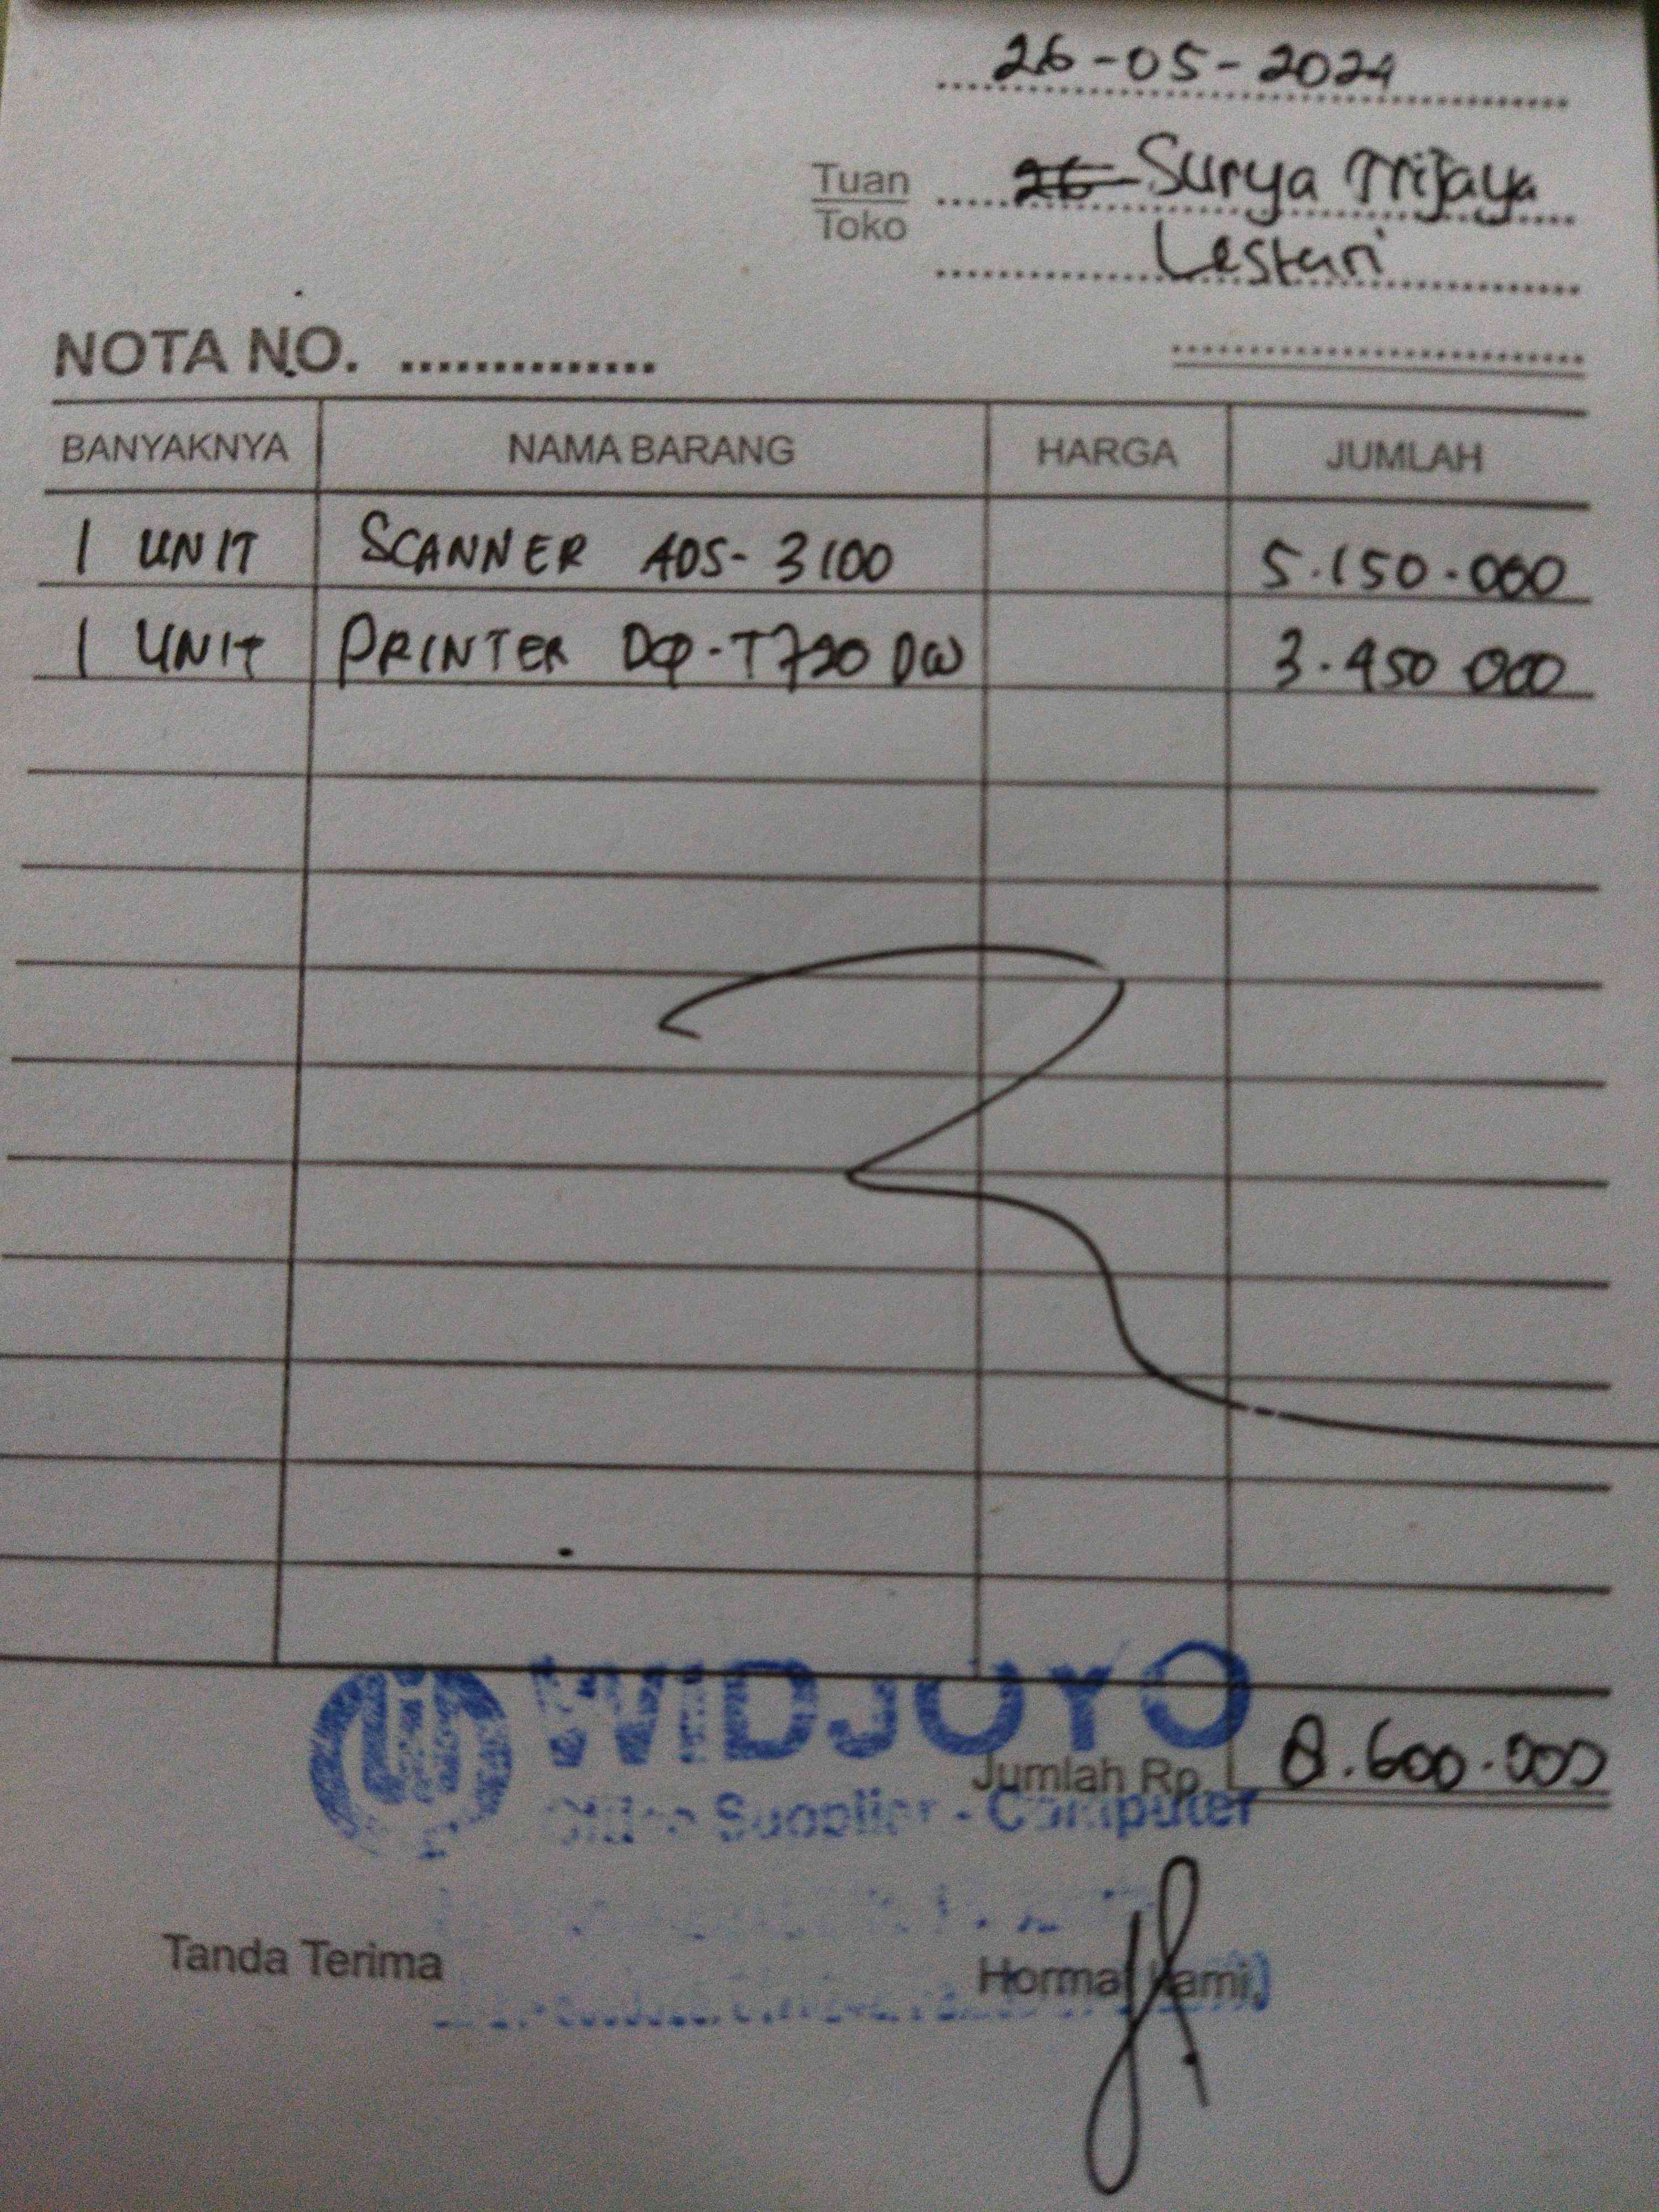 26-05-2024
Tuan Surya Trijaya
Toko Lestari
NOTA NO. ...............
BANYAKNYA NAMA BARANG HARGA JUMLAH
1 UNIT SCANNER ADS-3100 5.150.000
1 UNIT PRINTER DCP-T720 DW 3.450 000
WIDJOYO
Jumlah Rp. 8.600.000
Office Supplier - Computer
Tanda Terima Hormat Kami,